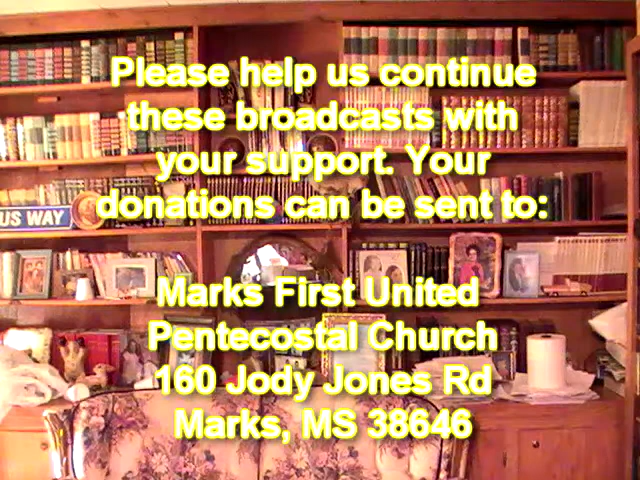 Please help us continue
these broadcasts with
your support. Your
donations can be sent to:
US WAY
Marks First United
Pentecostal Church
160 Jody Jones Rd
Marks, MS 38646